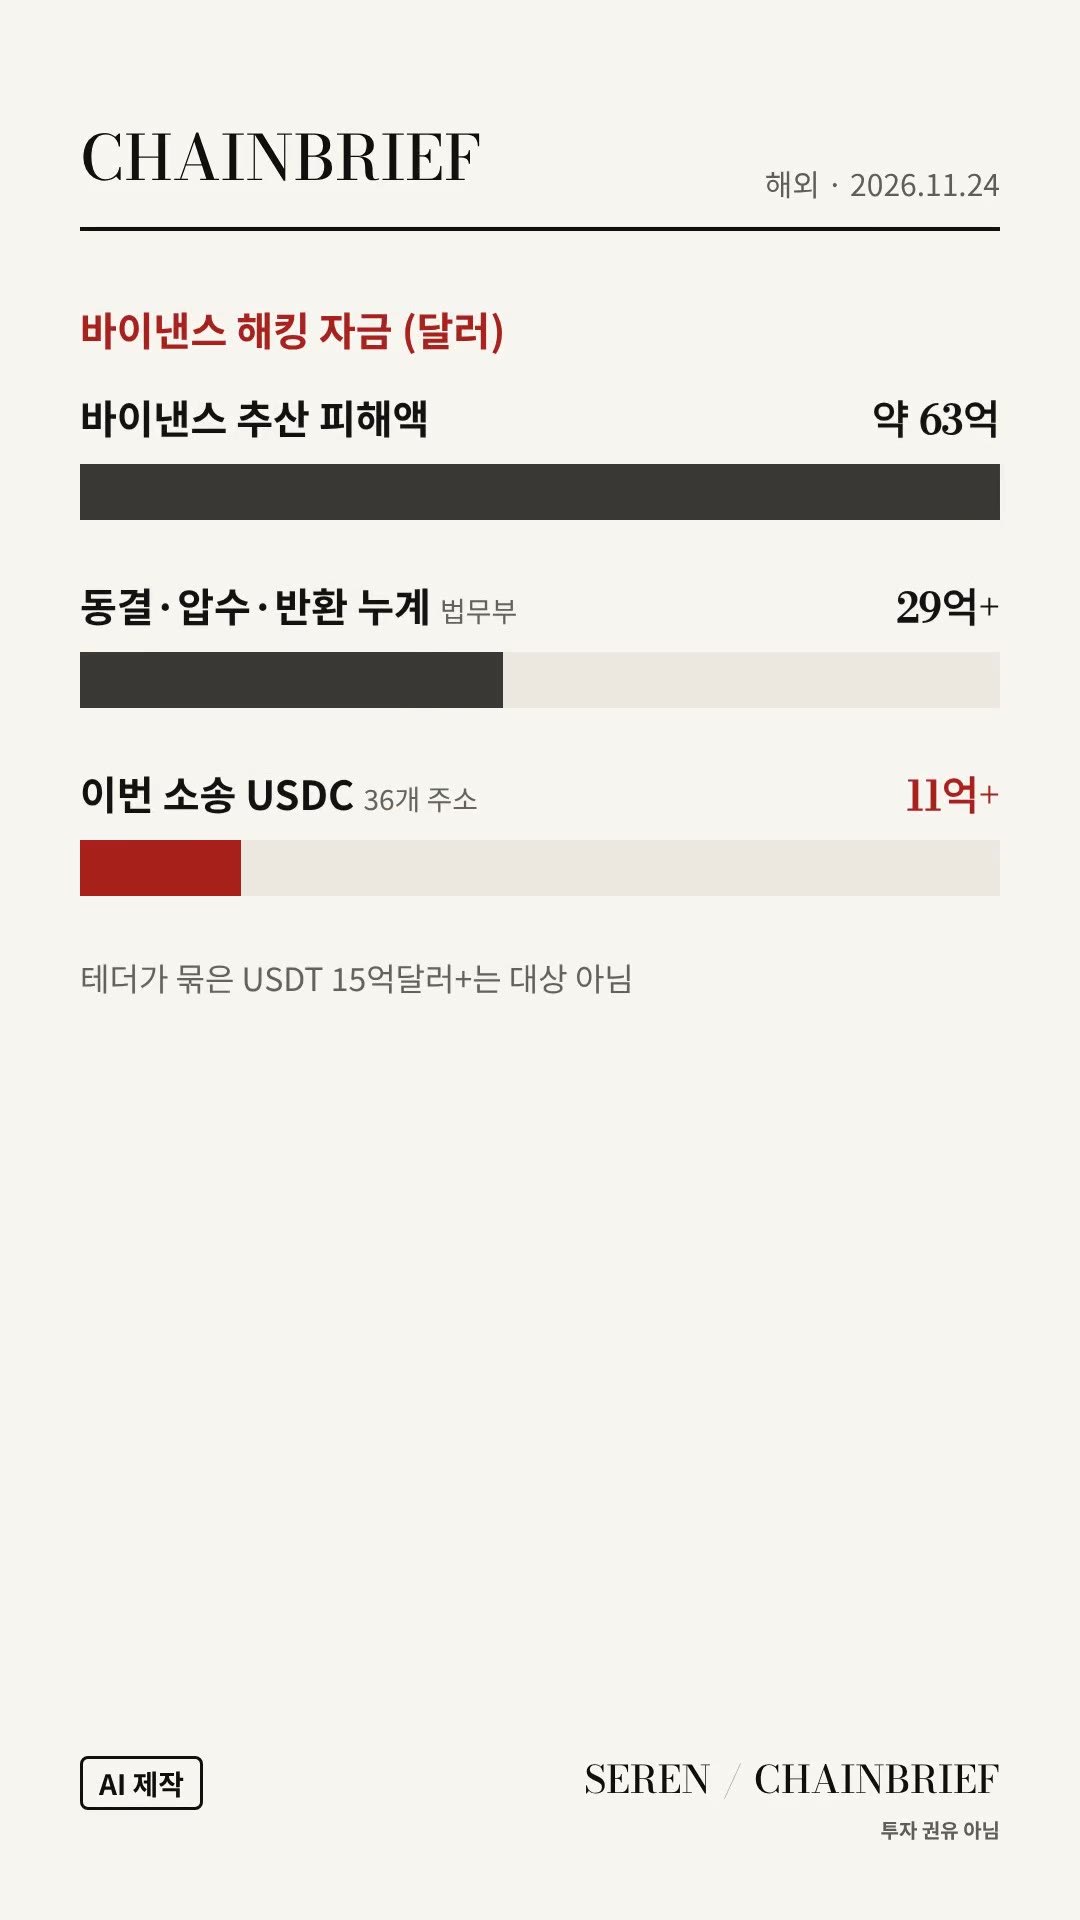 CHAINBRIEF
해외 · 2026.11.24
바이낸스 해킹 자금 (달러)
바이낸스 추산 피해액 약 63억
동결·압수·반환 누계 법무부 29억+
이번 소송 USDC 36개 주소 11억+
테더가 묶은 USDT 15억달러+는 대상 아님
AI 제작
SEREN / CHAINBRIEF
투자 권유 아님